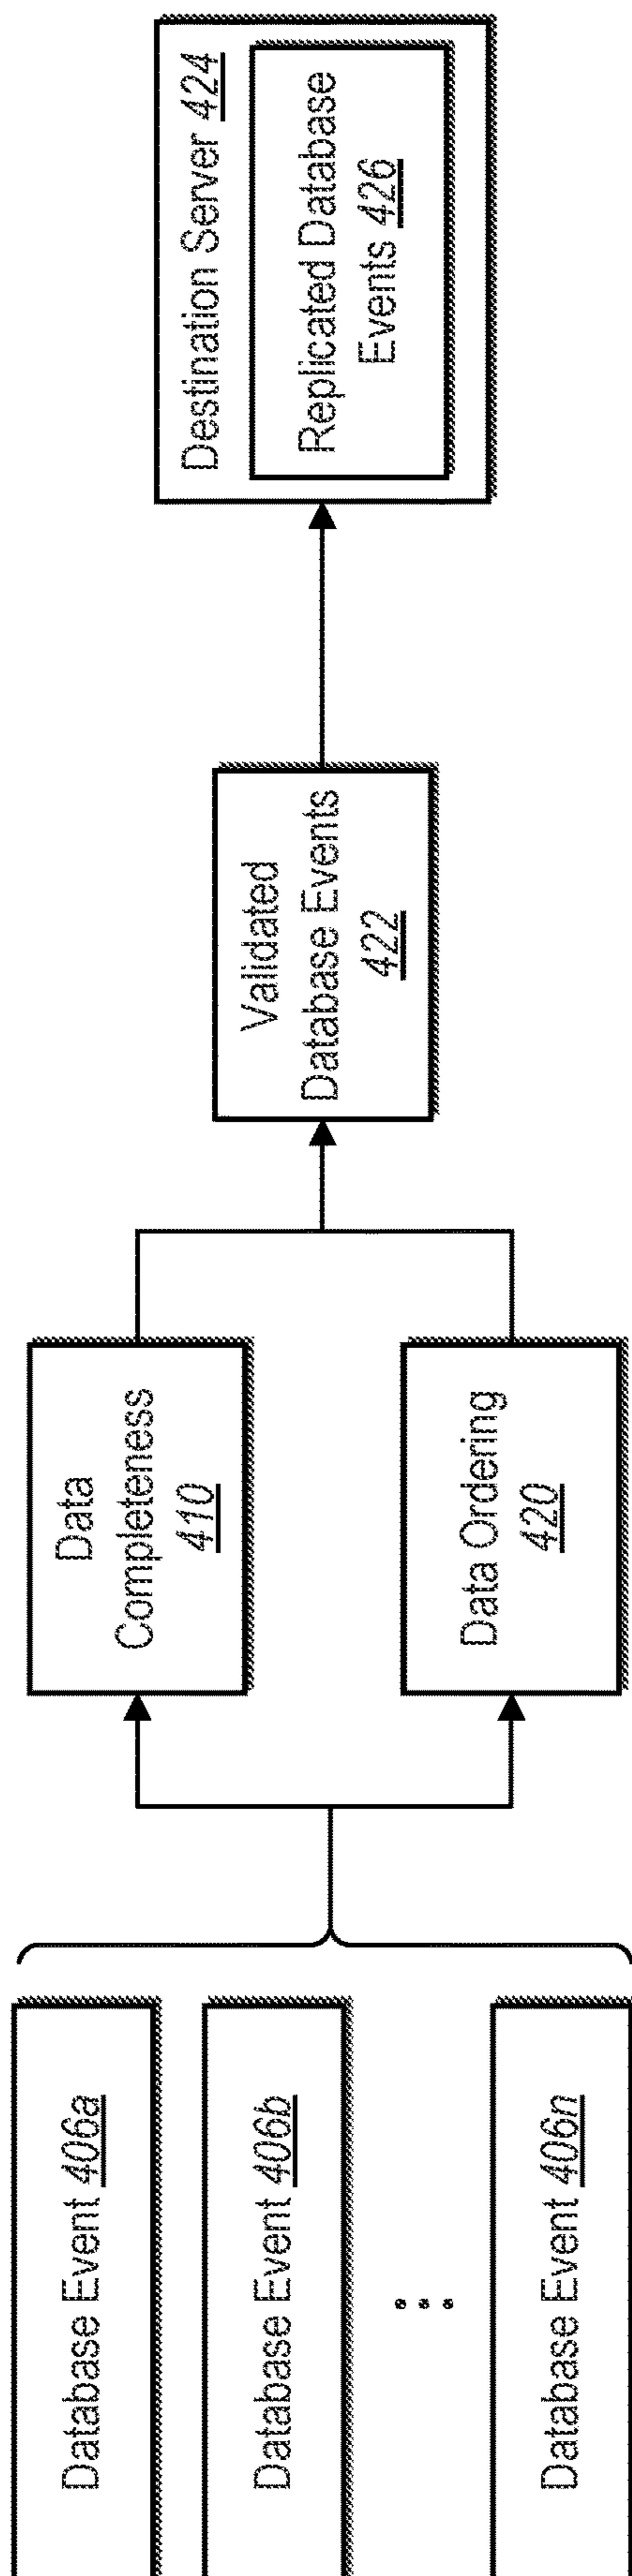 Database Event 406a
Database Event 406b
Database Event 406n
Data
Completeness
410
Data Ordering
420
Validated
Database Events
422
Destination Server 424
Replicated Database
Events 426